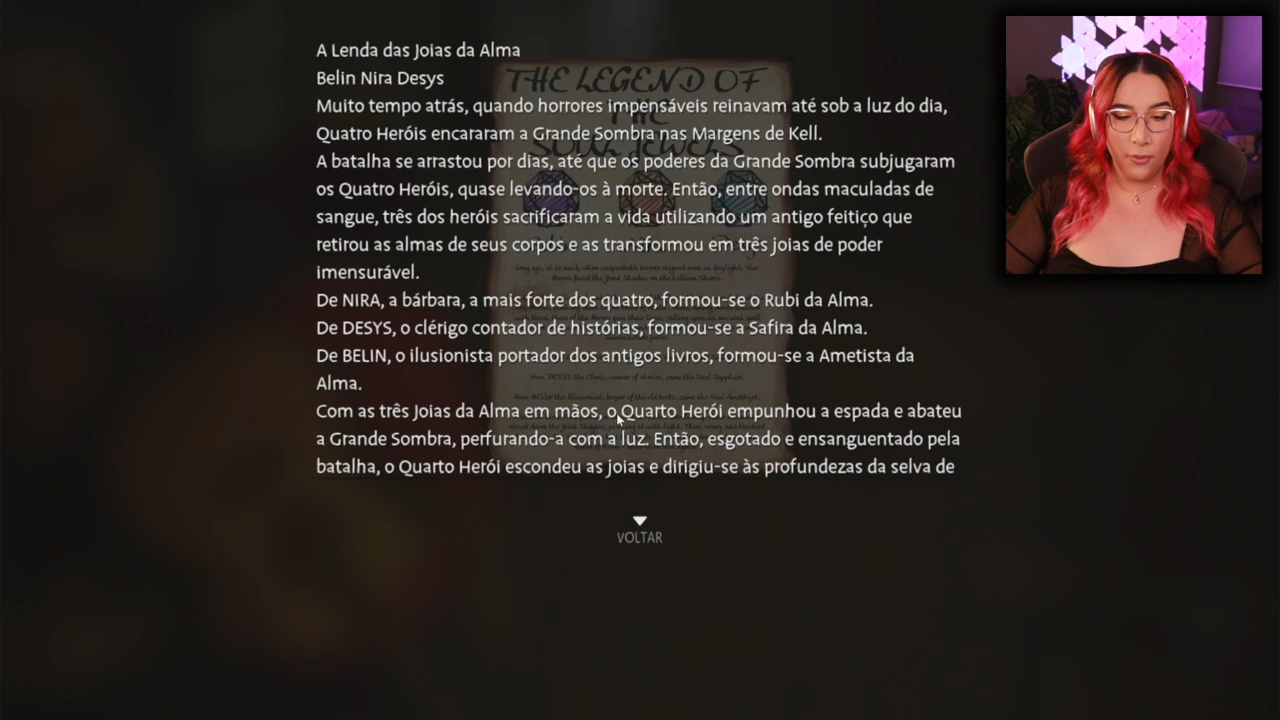 A Lenda das Joias da Alma
Belin Nira Desys
Muito tempo atrás, quando horrores impensáveis reinavam até sob a luz do dia,
Quatro Heróis encararam a Grande Sombra nas Margens de Kell.
A batalha se arrastou por dias, até que os poderes da Grande Sombra subjugaram
os Quatro Heróis, quase levando-os à morte. Então, entre ondas maculadas de
sangue, três dos heróis sacrificaram a vida utilizando um antigo feitiço que
retirou as almas de seus corpos e as transformou em três joias de poder
imensurável.
De NIRA, a bárbara, a mais forte dos quatro, formou-se o Rubi da Alma.
De DESYS, o clérigo contador de histórias, formou-se a Safira da Alma.
De BELIN, o ilusionista portador dos antigos livros, formou-se a Ametista da
Alma.
Com as três Joias da Alma em mãos, o Quarto Herói empunhou a espada e abateu
a Grande Sombra, perfurando-a com a luz. Então, esgotado e ensanguentado pela
batalha, o Quarto Herói escondeu as joias e dirigiu-se às profundezas da selva de
VOLTAR
THE LEGEND OF
THE
SOUL JEWELS